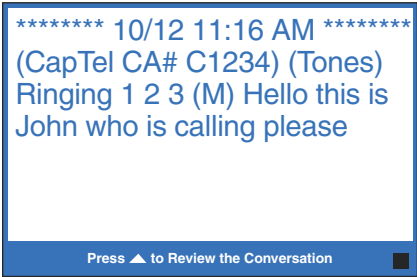 ******** 10/12 11:16 AM ********
(CapTel CA# C1234) (Tones)
Ringing 1 2 3 (M) Hello this is
John who is calling please
Press ▲ to Review the Conversation